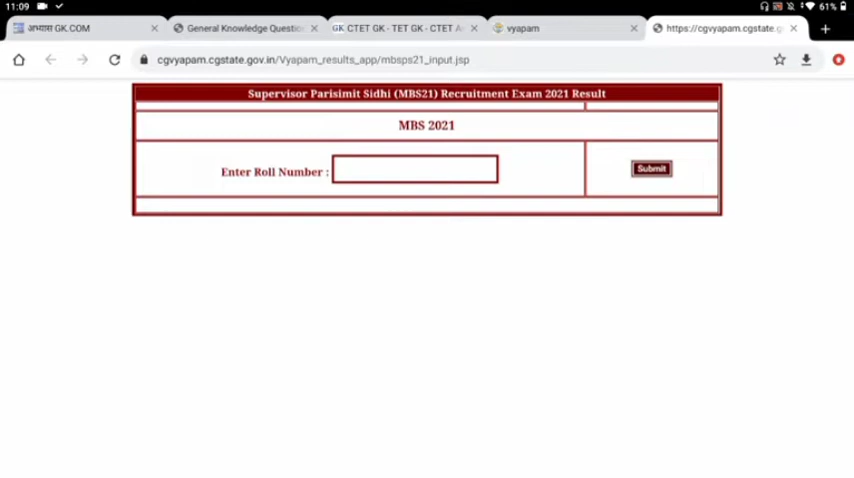 11:09
61%
अभ्यास GK.COM
General Knowledge Questio
GK CTET GK - TET GK - CTET A
vyapam
https://cgvyapam.cgstate.g
cgvyapam.cgstate.gov.in/Vyapam_results_app/mbsps21_input.jsp
Supervisor Parisimit Sidhi (MBS21) Recruitment Exam 2021 Result
MBS 2021
Enter Roll Number :
Submit